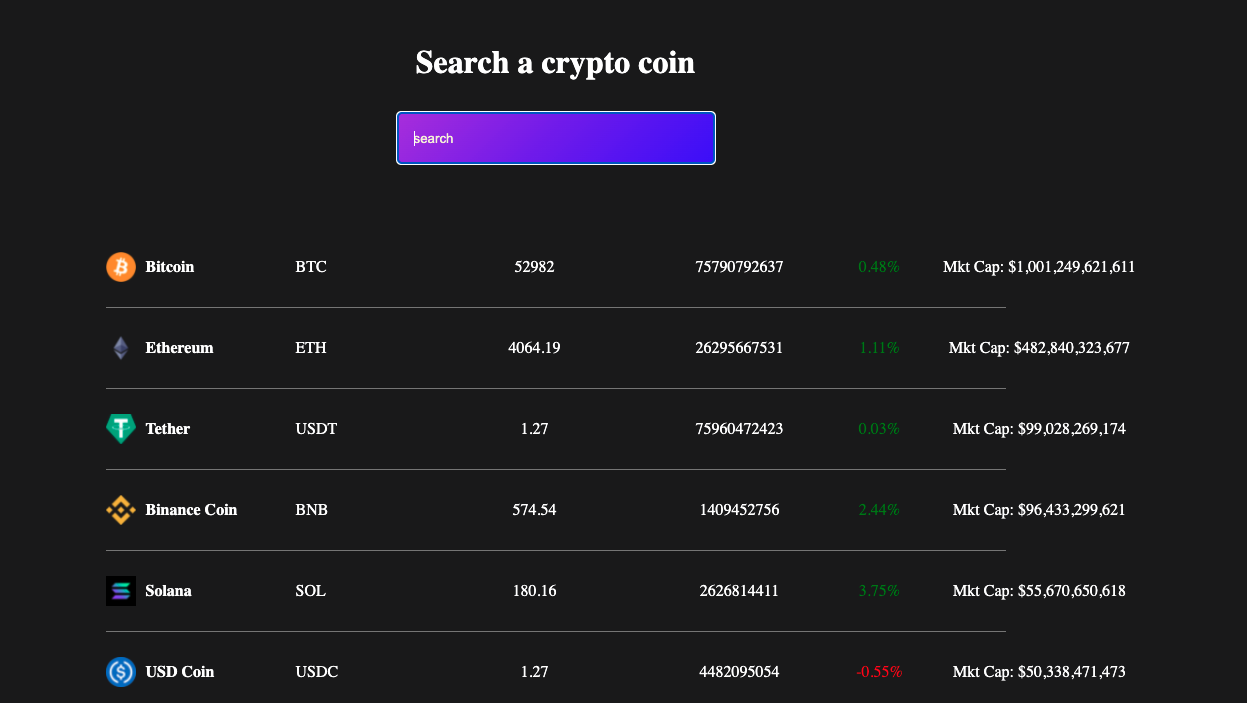 Search a crypto coin
search
Bitcoin BTC 52982 75790792637 0.48% Mkt Cap: $1,001,249,621,611
Ethereum ETH 4064.19 26295667531 1.11% Mkt Cap: $482,840,323,677
Tether USDT 1.27 75960472423 0.03% Mkt Cap: $99,028,269,174
Binance Coin BNB 574.54 1409452756 2.44% Mkt Cap: $96,433,299,621
Solana SOL 180.16 2626814411 3.75% Mkt Cap: $55,670,650,618
USD Coin USDC 1.27 4482095054 -0.55% Mkt Cap: $50,338,471,473